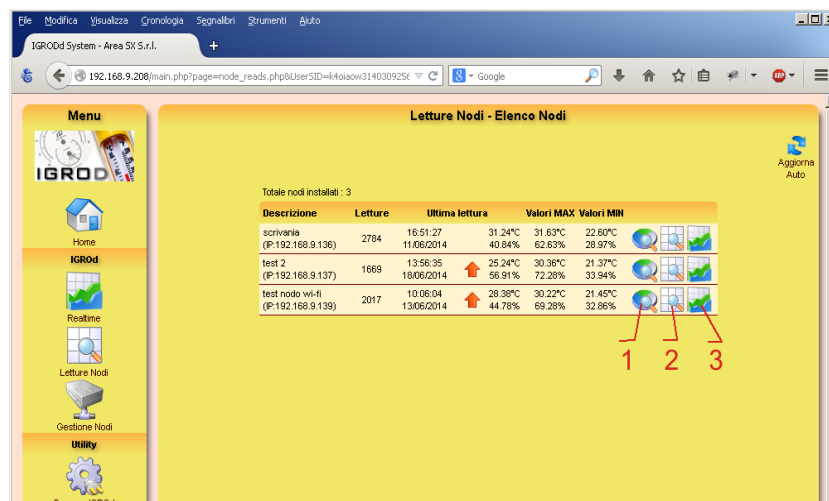 File Modifica Visualizza Cronologia Segnalibri Strumenti Aiuto
IGRODd System - Area SX S.r.l.
192.168.9.208/main.php?page=node_reads.php&UserSID=k4oiaow3140309256
Google
ABP
Menu
IGROD
Home
IGROd
Realtime
Letture Nodi
Gestione Nodi
Utility
Letture Nodi - Elenco Nodi
Aggiorna
Auto
Totale nodi installati : 3
Descrizione Letture Ultima lettura Valori MAX Valori MIN
scrivania 16:51:27 31.24°C 31.63°C 22.60°C
(IP:192.168.9.136) 2784 11/06/2014 40.84% 62.63% 28.97%
test 2 13:56:35 25.24°C 30.36°C 21.37°C
(IP:192.168.9.137) 1669 18/06/2014 56.91% 72.28% 33.94%
test nodo wi-fi 10:06:04 28.38°C 30.22°C 21.45°C
(IP:192.168.9.139) 2017 13/06/2014 44.78% 69.28% 32.86%
1 2 3